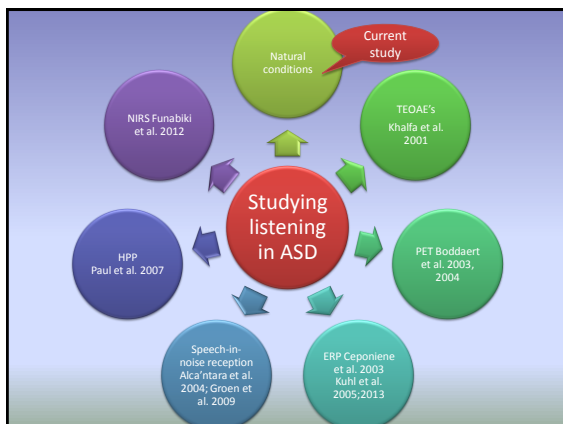 Current
study
Natural
conditions
TEOAE's
Khalfa et al.
2001
PET Boddaert
et al. 2003,
2004
ERP Ceponiene
et al. 2003
Kuhl et al.
2005;2013
Speech-in-
noise reception
Alca'ntara et al.
2004; Groen et
al. 2009
HPP
Paul et al. 2007
NIRS Funabiki
et al. 2012
Studying
listening
in ASD